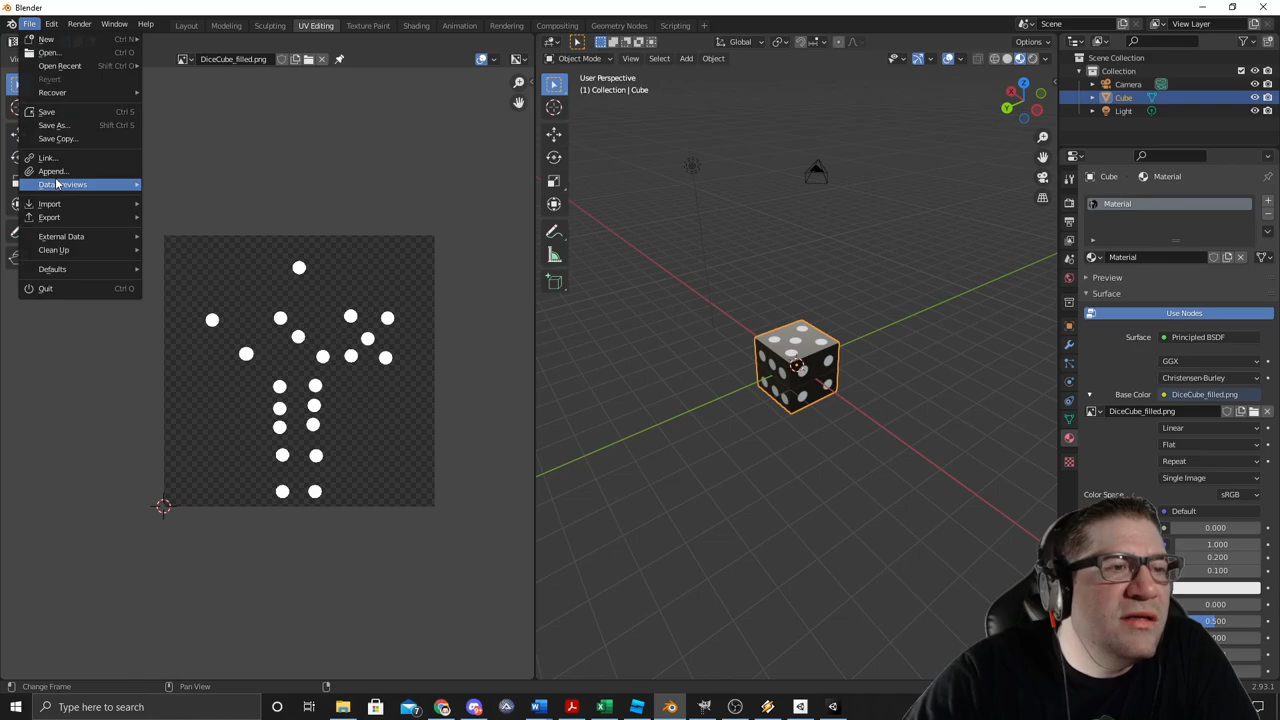 Blender
File Edit Render Window Help
Layout Modeling Sculpting UV Editing Texture Paint Shading Animation Rendering Compositing Geometry Nodes Scripting +
Scene
View Layer
New Ctrl N
Open... Ctrl O
Open Recent Shift Ctrl O
Revert
Recover
Save Ctrl S
Save As... Shift Ctrl S
Save Copy...
Link...
Append...
Data Previews
Import
Export
External Data
Clean Up
Defaults
Quit Ctrl Q
DiceCube_filled.png
Global
Options
Object Mode
View Select Add Object
User Perspective
(1) Collection | Cube
Scene Collection
Collection
Camera
Cube
Light
Cube Material
Material
Material
Preview
Surface
Use Nodes
Surface Principled BSDF
GGX
Christensen-Burley
Base Color DiceCube_filled.png
DiceCube_filled.png
Linear
Flat
Repeat
Single Image
Color Space sRGB
Default
0.000
1.000
0.200
0.100
0.000
0.500
Change Frame
Pan View
2.93.1
Type here to search